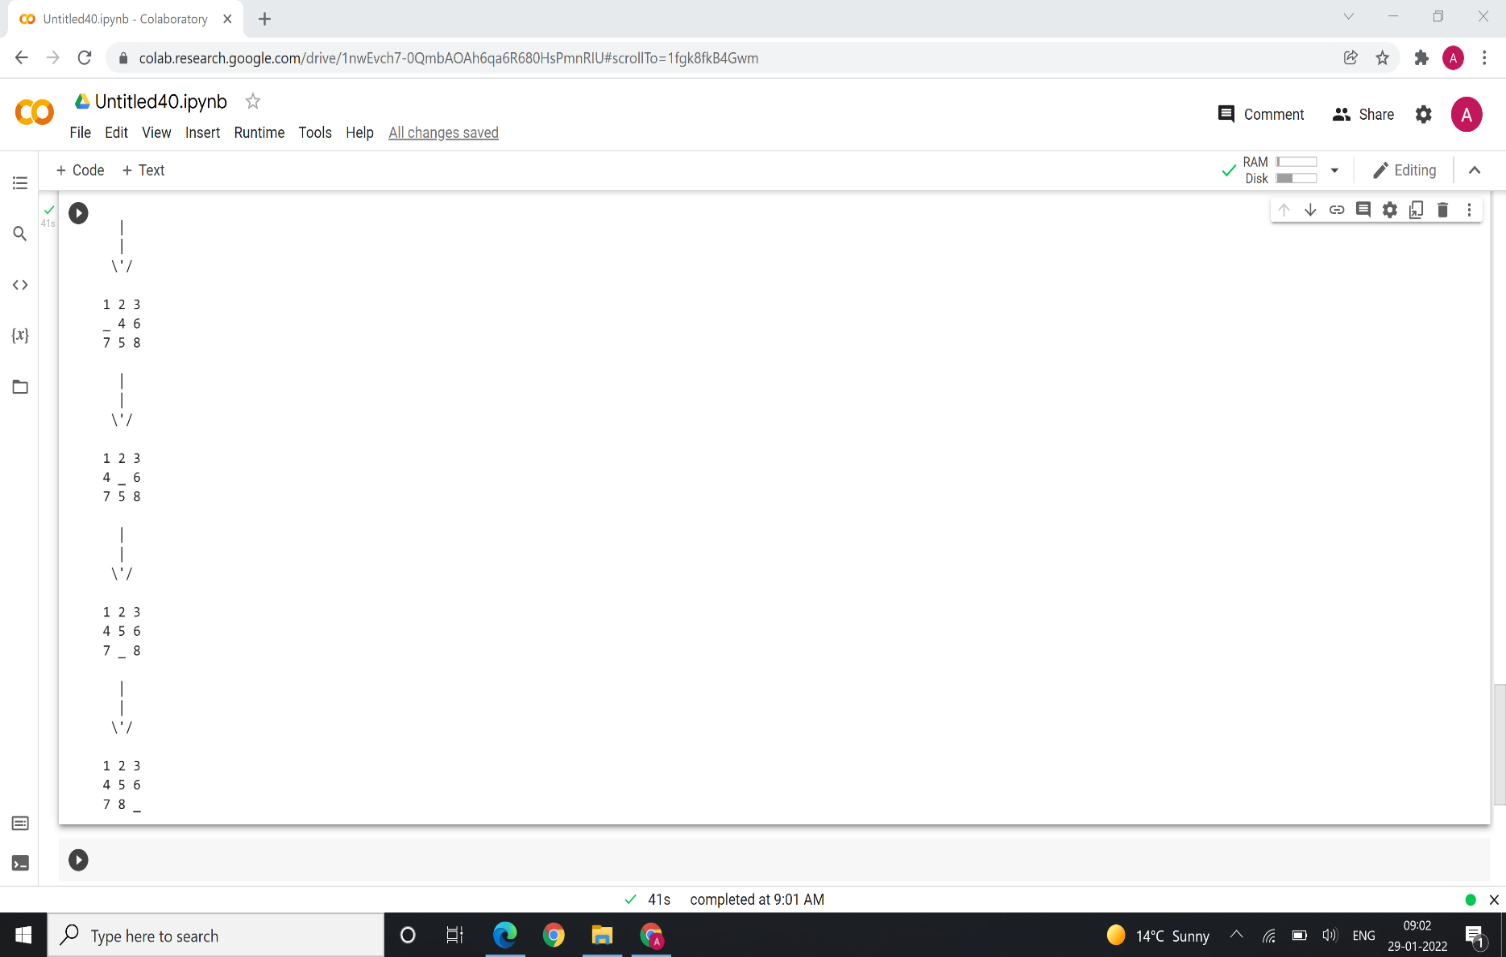 Untitled40.ipynb - Colaboratory
colab.research.google.com/drive/1nwEvch7-0QmbAOAh6qa6R680HsPmnRIU#scrollTo=1fgk8fkB4Gwm
A
Untitled40.ipynb
File Edit View Insert Runtime Tools Help All changes saved
Comment Share A
+ Code + Text
RAM
Disk
Editing
41s
|
|
\'/
1 2 3
_ 4 6
7 5 8
|
|
\'/
1 2 3
4 _ 6
7 5 8
|
|
\'/
1 2 3
4 5 6
7 _ 8
|
|
\'/
1 2 3
4 5 6
7 8 _
{x}
41s completed at 9:01 AM
Type here to search
A
14°C Sunny
ENG
09:02
29-01-2022
1